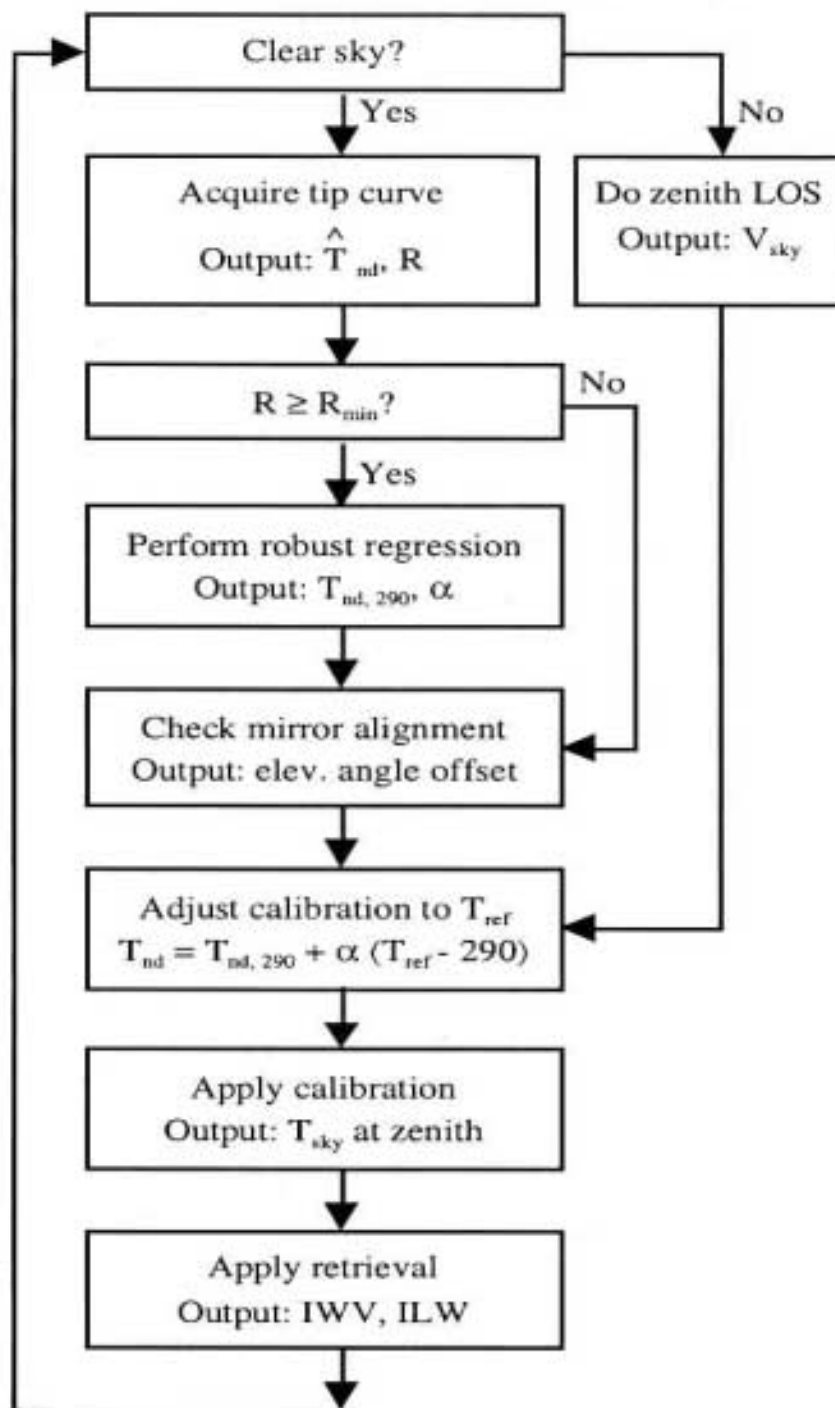 Clear sky?
Yes
No
Acquire tip curve
Output: T̂ nd, R
Do zenith LOS
Output: Vsky
R ≥ Rmin?
No
Yes
Perform robust regression
Output: Tnd, 290, α
Check mirror alignment
Output: elev. angle offset
Adjust calibration to Tref
Tnd = Tnd, 290 + α (Tref - 290)
Apply calibration
Output: Tsky at zenith
Apply retrieval
Output: IWV, ILW